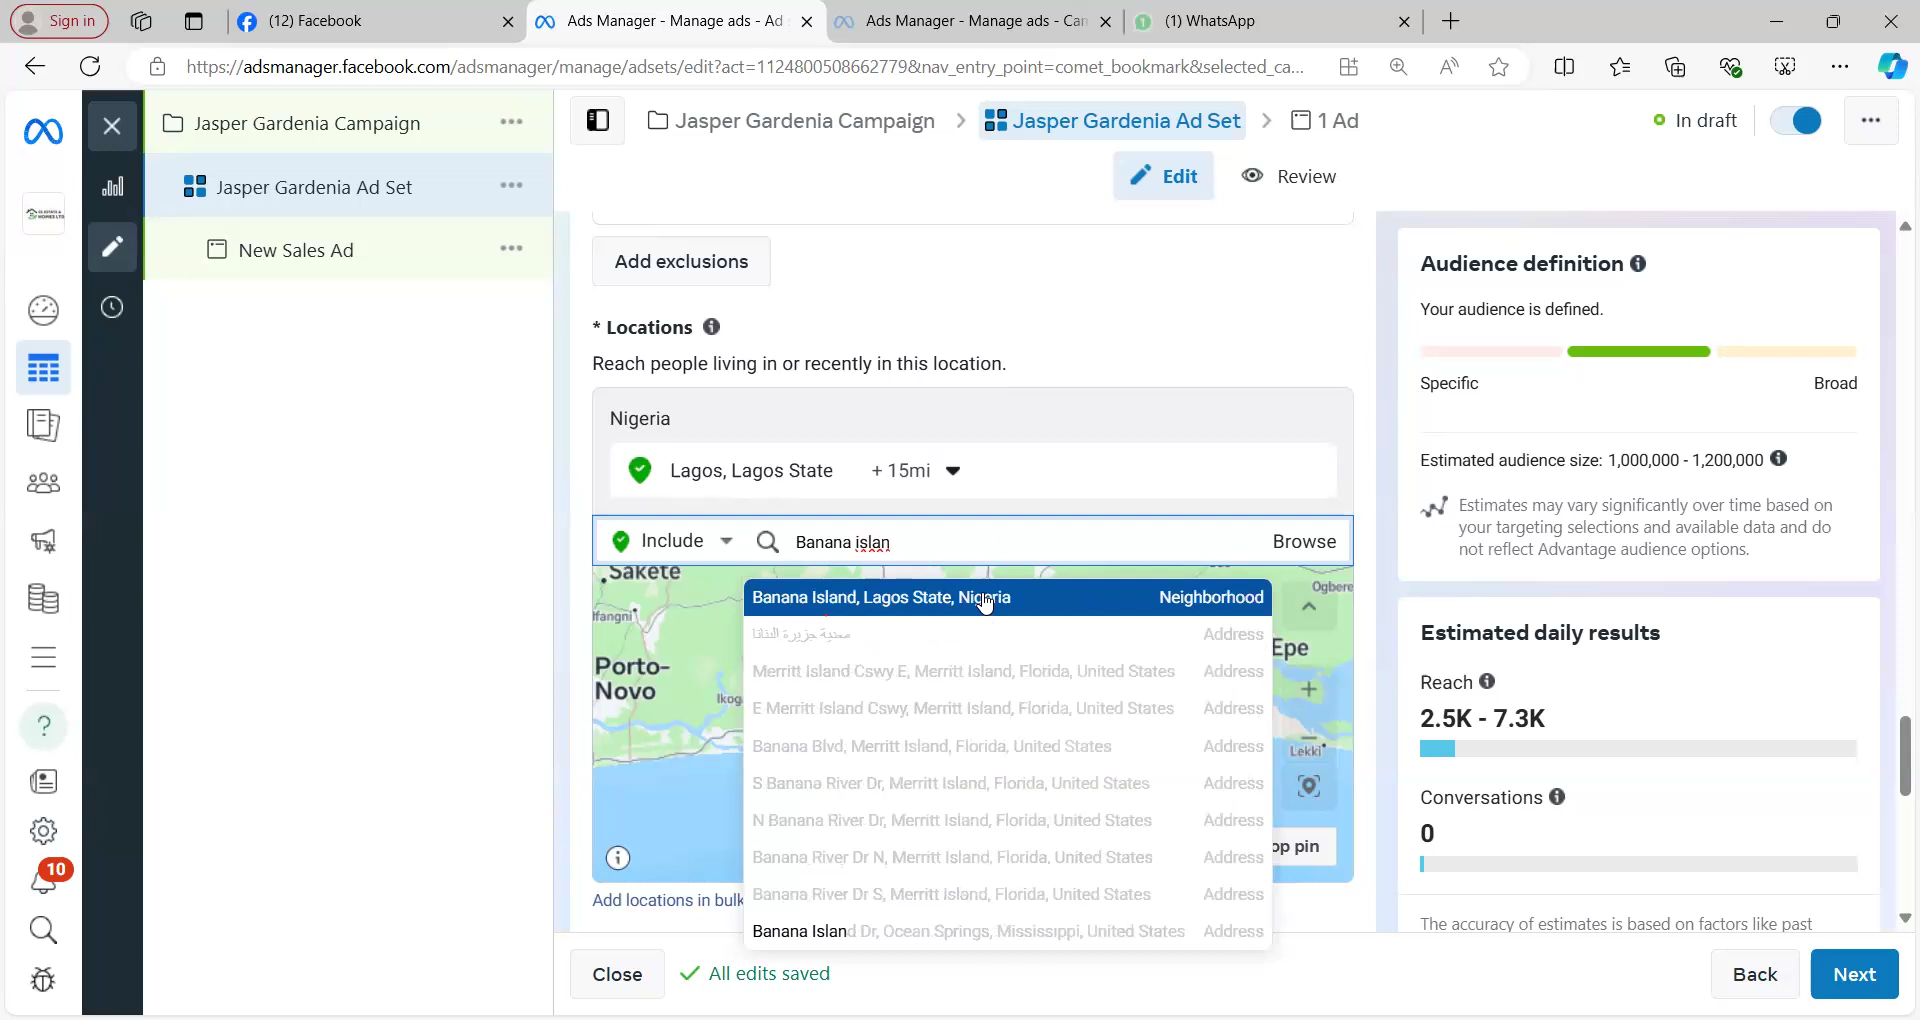 Sign in
(12) Facebook
Ads Manager - Manage ads - Ad
Ads Manager - Manage ads - Can
(1) WhatsApp
https://adsmanager.facebook.com/adsmanager/manage/adsets/edit?act=1124800508662779&nav_entry_point=comet_bookmark&selected_ca...
Jasper Gardenia Campaign
Jasper Gardenia Ad Set
New Sales Ad
10
Jasper Gardenia Campaign > Jasper Gardenia Ad Set > 1 Ad
In draft
Edit
Review
Add exclusions
* Locations
Reach people living in or recently in this location.
Nigeria
Lagos, Lagos State + 15mi
Include
Banana islan
Browse
Sakete
Ifangni
Porto-
Novo
Ogbere
Epe
Lekki
Banana Island, Lagos State, Nigeria Neighborhood
Address
Merritt Island Cswy E, Merritt Island, Florida, United States Address
E Merritt Island Cswy, Merritt Island, Florida, United States Address
Banana Blvd, Merritt Island, Florida, United States Address
S Banana River Dr, Merritt Island, Florida, United States Address
N Banana River Dr, Merritt Island, Florida, United States Address
Banana River Dr N, Merritt Island, Florida, United States Address
Banana River Dr S, Merritt Island, Florida, United States Address
Banana Island Dr, Ocean Springs, Mississippi, United States Address
op pin
Add locations in bulk
Close
All edits saved
Back
Next
Audience definition
Your audience is defined.
Specific
Broad
Estimated audience size: 1,000,000 - 1,200,000
Estimates may vary significantly over time based on
your targeting selections and available data and do
not reflect Advantage audience options.
Estimated daily results
Reach
2.5K - 7.3K
Conversations
0
The accuracy of estimates is based on factors like past